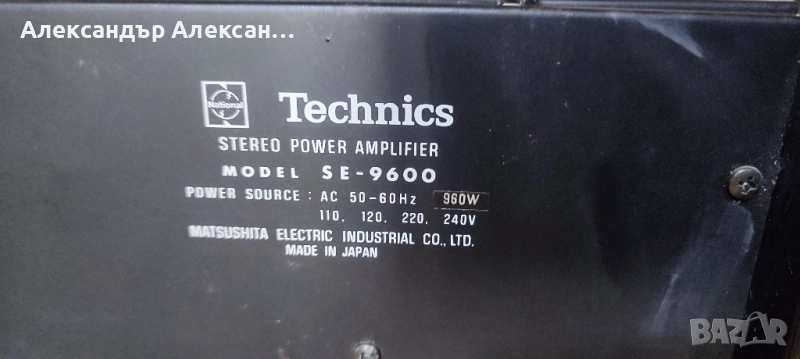 Александър Алексан...
National
Technics
STEREO POWER AMPLIFIER
MODEL SE-9600
POWER SOURCE : AC 50-60Hz 960W
110, 120, 220, 240V
MATSUSHITA ELECTRIC INDUSTRIAL CO., LTD.
MADE IN JAPAN
BAZAR